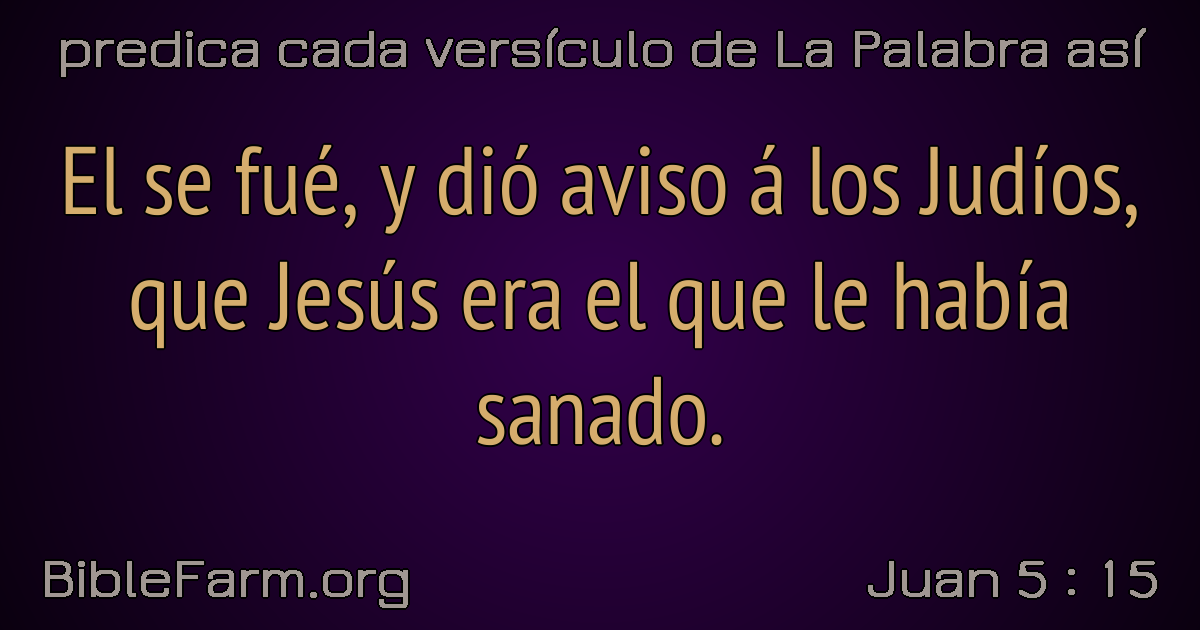 predica cada versículo de La Palabra así
El se fué, y dió aviso á los Judíos,
que Jesús era el que le había
sanado.
BibleFarm.org
Juan 5 : 15